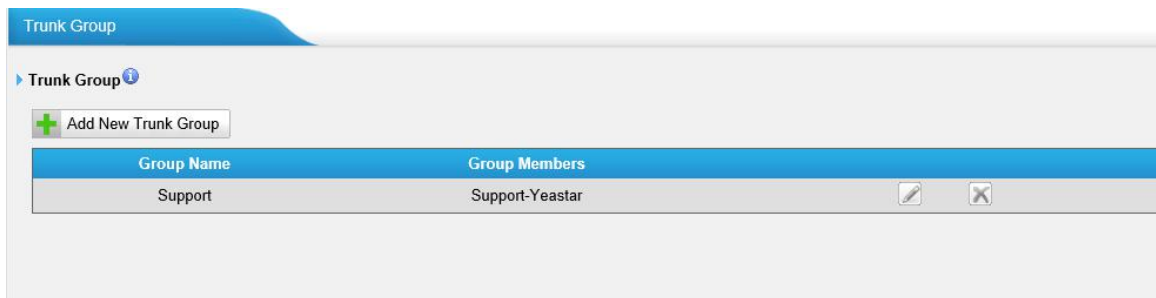 Trunk Group
Trunk Group
Add New Trunk Group
Group Name Group Members
Support Support-Yeastar